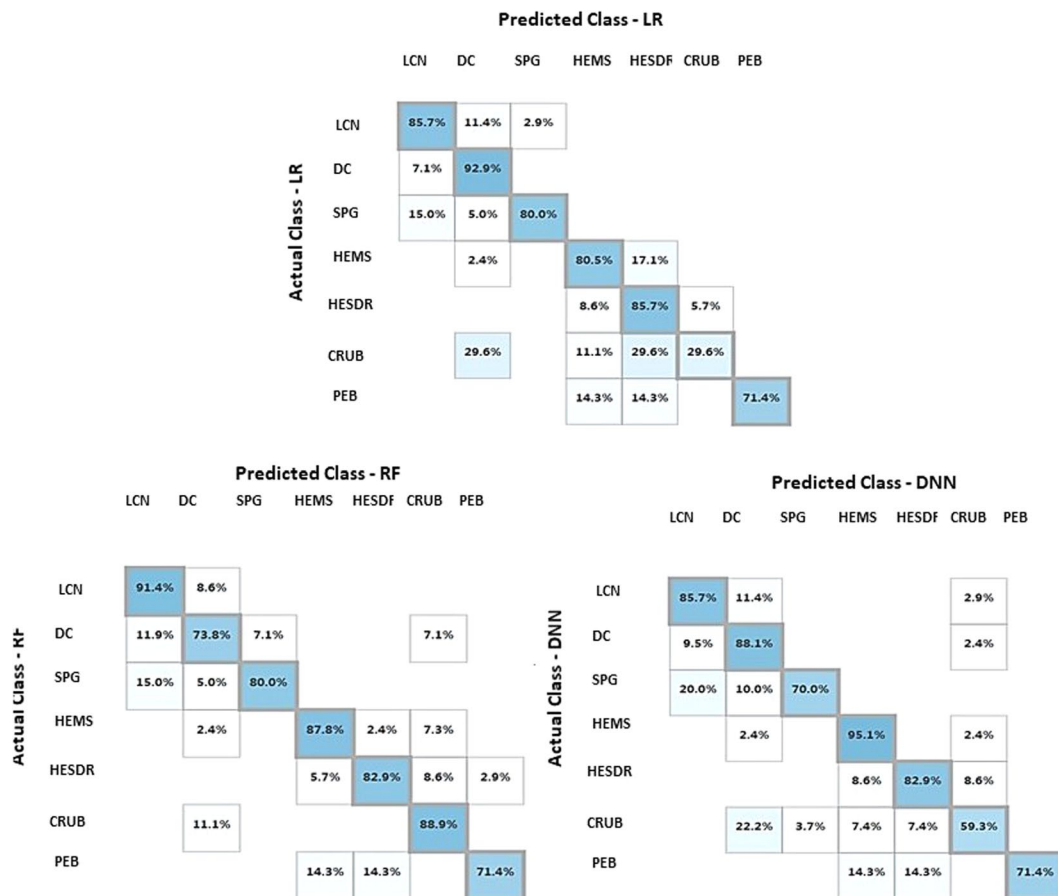 Predicted Class - LR
LCN DC SPG HEMS HESDR CRUB PEB
Actual Class - LR
LCN 85.7% 11.4% 2.9%
DC 7.1% 92.9%
SPG 15.0% 5.0% 80.0%
HEMS 2.4% 80.5% 17.1%
HESDR 8.6% 85.7% 5.7%
CRUB 29.6% 11.1% 29.6% 29.6%
PEB 14.3% 14.3% 71.4%
Predicted Class - RF
LCN DC SPG HEMS HESDF CRUB PEB
Actual Class - RF
LCN 91.4% 8.6%
DC 11.9% 73.8% 7.1% 7.1%
SPG 15.0% 5.0% 80.0%
HEMS 2.4% 87.8% 2.4% 7.3%
HESDR 5.7% 82.9% 8.6% 2.9%
CRUB 11.1% 88.9%
PEB 14.3% 14.3% 71.4%
Predicted Class - DNN
LCN DC SPG HEMS HESDF CRUB PEB
Actual Class - DNN
LCN 85.7% 11.4% 2.9%
DC 9.5% 88.1% 2.4%
SPG 20.0% 10.0% 70.0%
HEMS 2.4% 95.1% 2.4%
HESDR 8.6% 82.9% 8.6%
CRUB 22.2% 3.7% 7.4% 7.4% 59.3%
PEB 14.3% 14.3% 71.4%